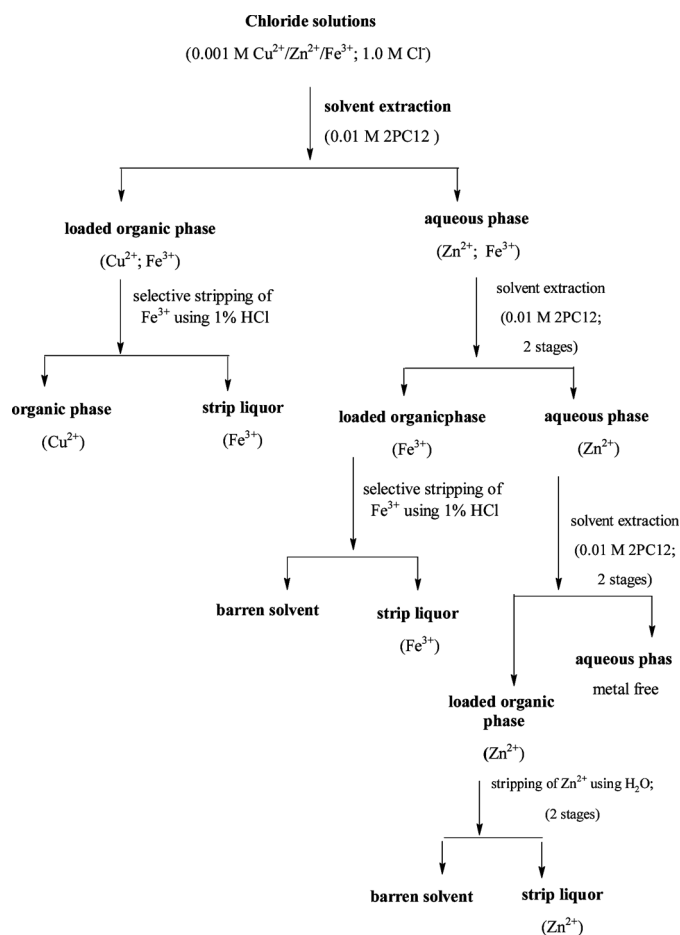 Chloride solutions
(0.001 M Cu²⁺/Zn²⁺/Fe³⁺; 1.0 M Cl⁻)
solvent extraction
(0.01 M 2PC12 )
loaded organic phase
(Cu²⁺; Fe³⁺)
aqueous phase
(Zn²⁺; Fe³⁺)
selective stripping of
Fe³⁺ using 1% HCl
solvent extraction
(0.01 M 2PC12;
2 stages)
organic phase
(Cu²⁺)
strip liquor
(Fe³⁺)
loaded organicphase
(Fe³⁺)
aqueous phase
(Zn²⁺)
selective stripping of
Fe³⁺ using 1% HCl
solvent extraction
(0.01 M 2PC12;
2 stages)
barren solvent
strip liquor
(Fe³⁺)
aqueous phas
metal free
loaded organic
phase
(Zn²⁺)
stripping of Zn²⁺ using H₂O;
(2 stages)
barren solvent
strip liquor
(Zn²⁺)